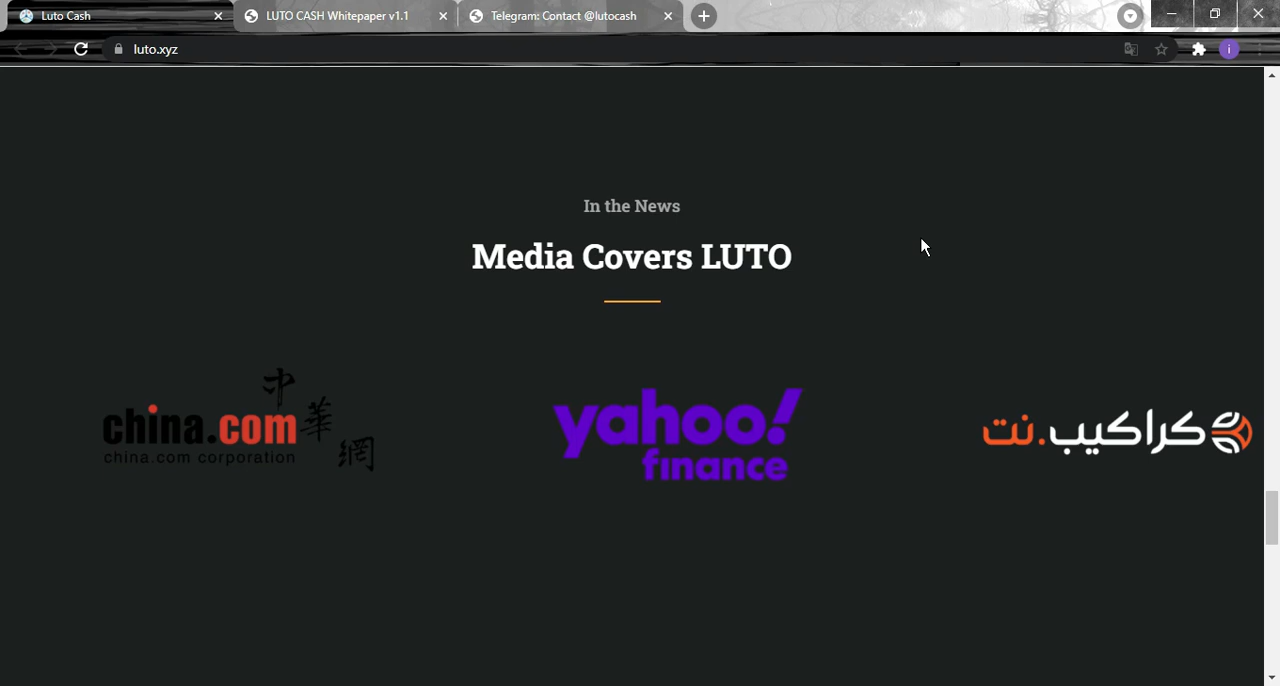 Luto Cash
LUTO CASH Whitepaper v1.1
Telegram: Contact @lutocash
luto.xyz
i
In the News
Media Covers LUTO
china.com
china.com corporation
中華網
yahoo!
finance
كراكيب.نت